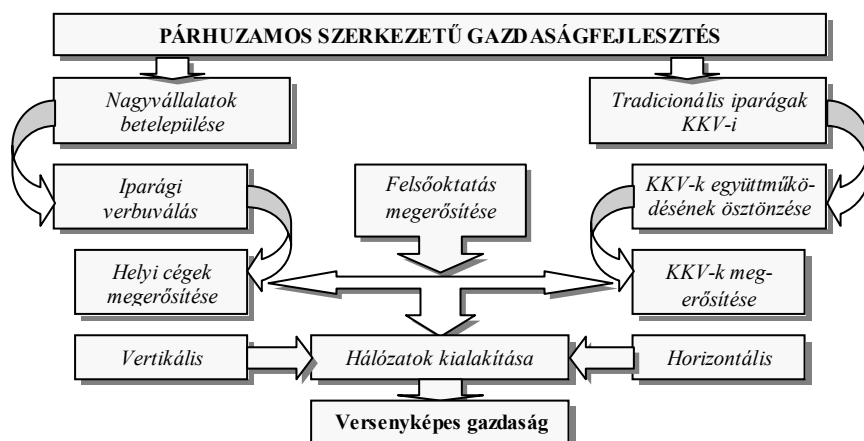 PÁRHUZAMOS SZERKEZETŰ GAZDASÁGFEJLESZTÉS
Nagyvállalatok
betelepülése
Tradicionális iparágak
KKV-i
Iparági
verbuválás
Felsőoktatás
megerősítése
KKV-k együttműkö-
désének ösztönzése
Helyi cégek
megerősítése
KKV-k meg-
erősítése
Vertikális
Hálózatok kialakítása
Horizontális
Versenyképes gazdaság